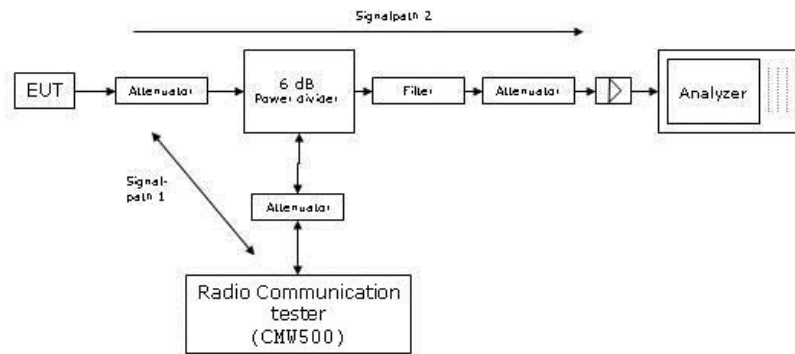 Signalpath 2
EUT
Attenuator
6 dB
Power divider
Filter
Attenuator
Analyzer
Signal-
path 1
Attenuator
Radio Communication
tester
(CMW500)